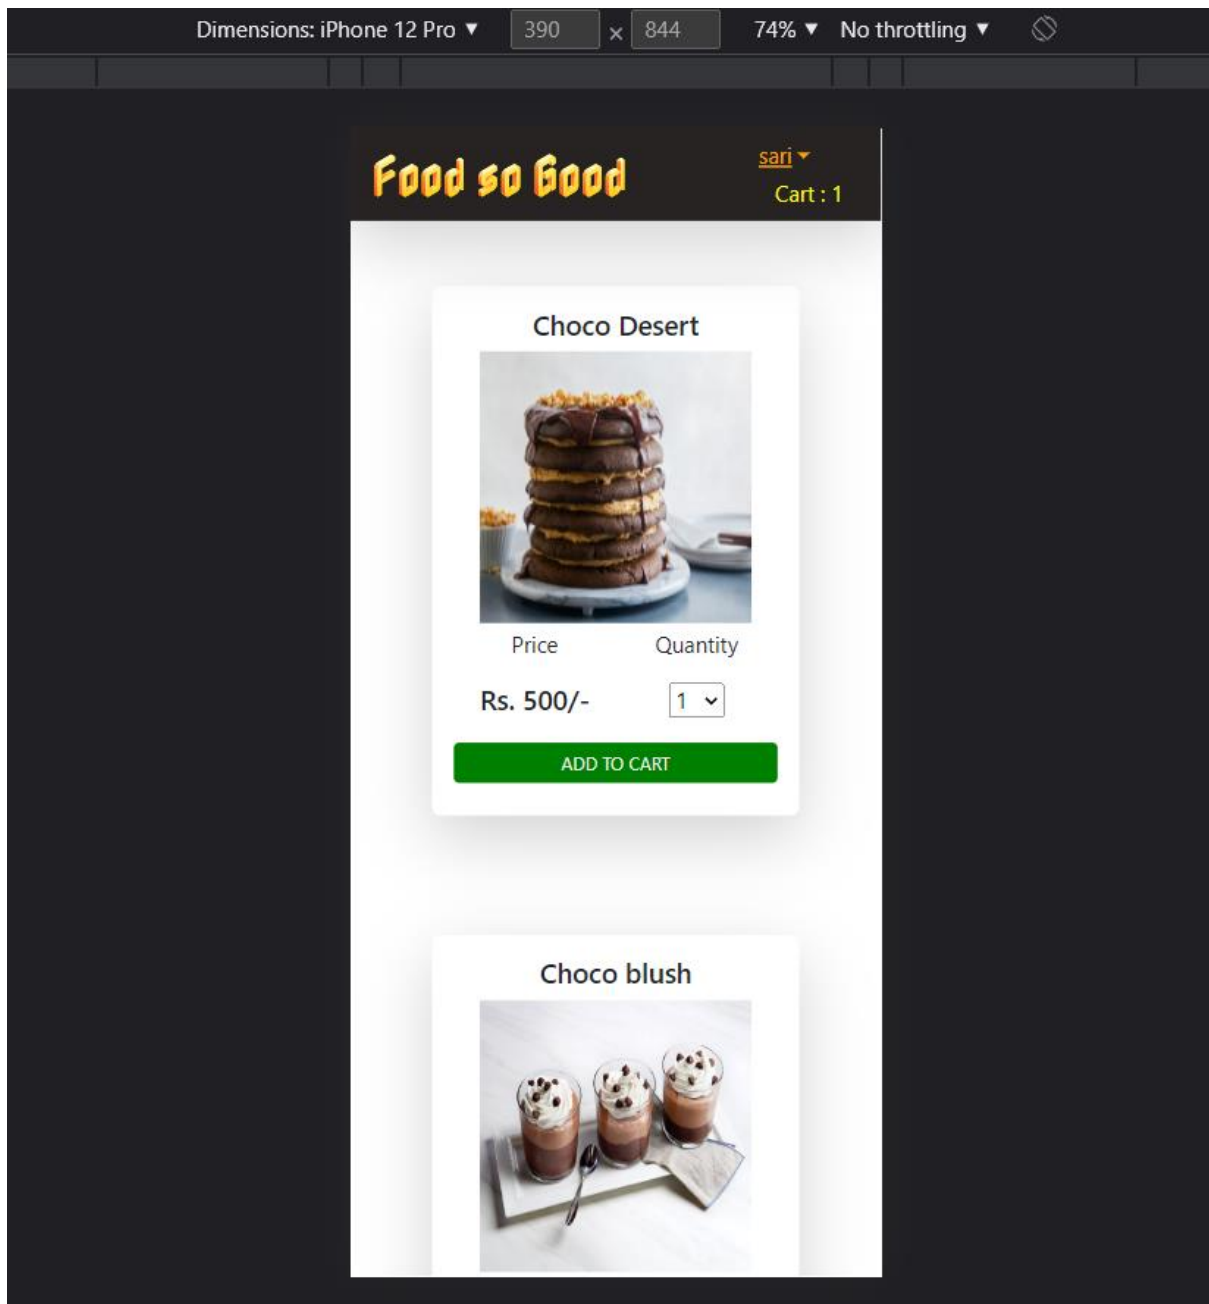 Dimensions: iPhone 12 Pro ▼ 390 × 844 74% ▼ No throttling ▼
Food so Good
sari
Cart : 1
Choco Desert
Price Quantity
Rs. 500/- 1
ADD TO CART
Choco blush